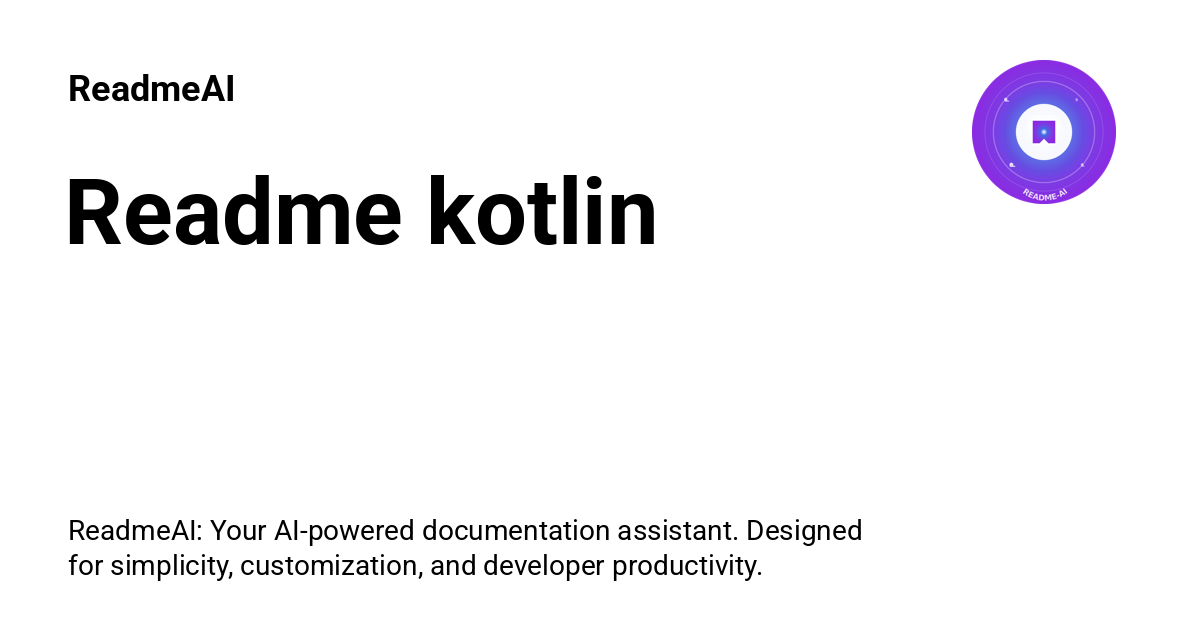 ReadmeAI
README-AI
Readme kotlin
ReadmeAI: Your AI-powered documentation assistant. Designed
for simplicity, customization, and developer productivity.